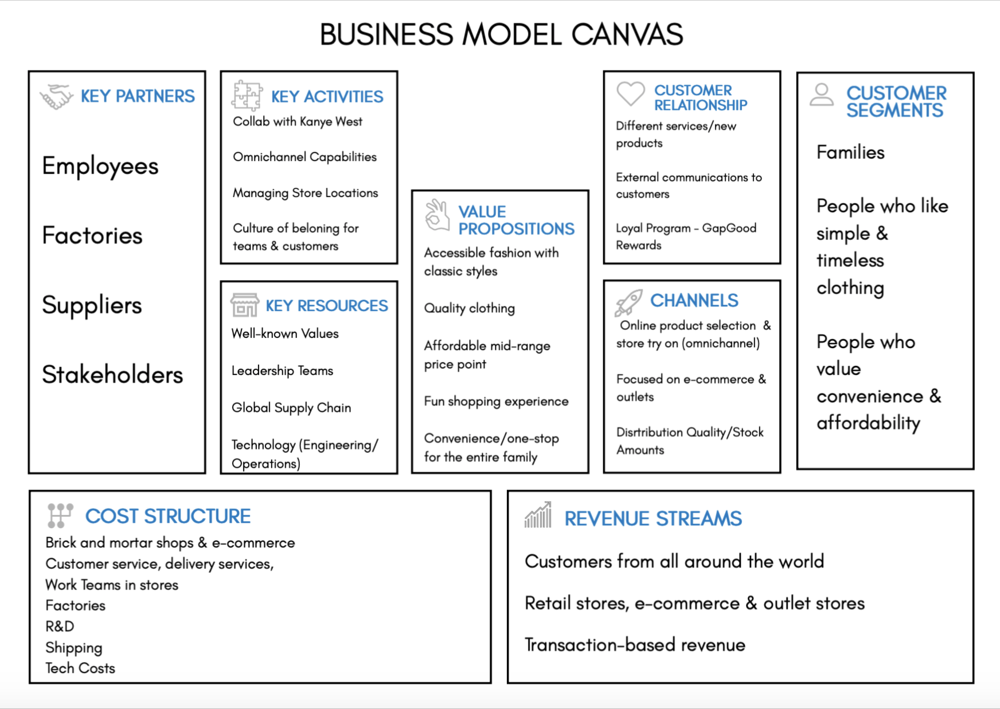 BUSINESS MODEL CANVAS
KEY PARTNERS
Employees
Factories
Suppliers
Stakeholders
KEY ACTIVITIES
Collab with Kanye West
Omnichannel Capabilities
Managing Store Locations
Culture of beloning for
teams & customers
KEY RESOURCES
Well-known Values
Leadership Teams
Global Supply Chain
Technology (Engineering/
Operations)
VALUE
PROPOSITIONS
Accessible fashion with
classic styles
Quality clothing
Affordable mid-range
price point
Fun shopping experience
Convenience/one-stop
for the entire family
CUSTOMER
RELATIONSHIP
Different services/new
products
External communications to
customers
Loyal Program - GapGood
Rewards
CHANNELS
Online product selection & 
store try on (omnichannel)
Focused on e-commerce &
outlets
Disrtribution Quality/Stock
Amounts
CUSTOMER
SEGMENTS
Families
People who like
simple &
timeless
clothing
People who
value
convenience &
affordability
COST STRUCTURE
Brick and mortar shops & e-commerce
Customer service, delivery services,
Work Teams in stores
Factories
R&D
Shipping
Tech Costs
REVENUE STREAMS
Customers from all around the world
Retail stores, e-commerce & outlet stores
Transaction-based revenue